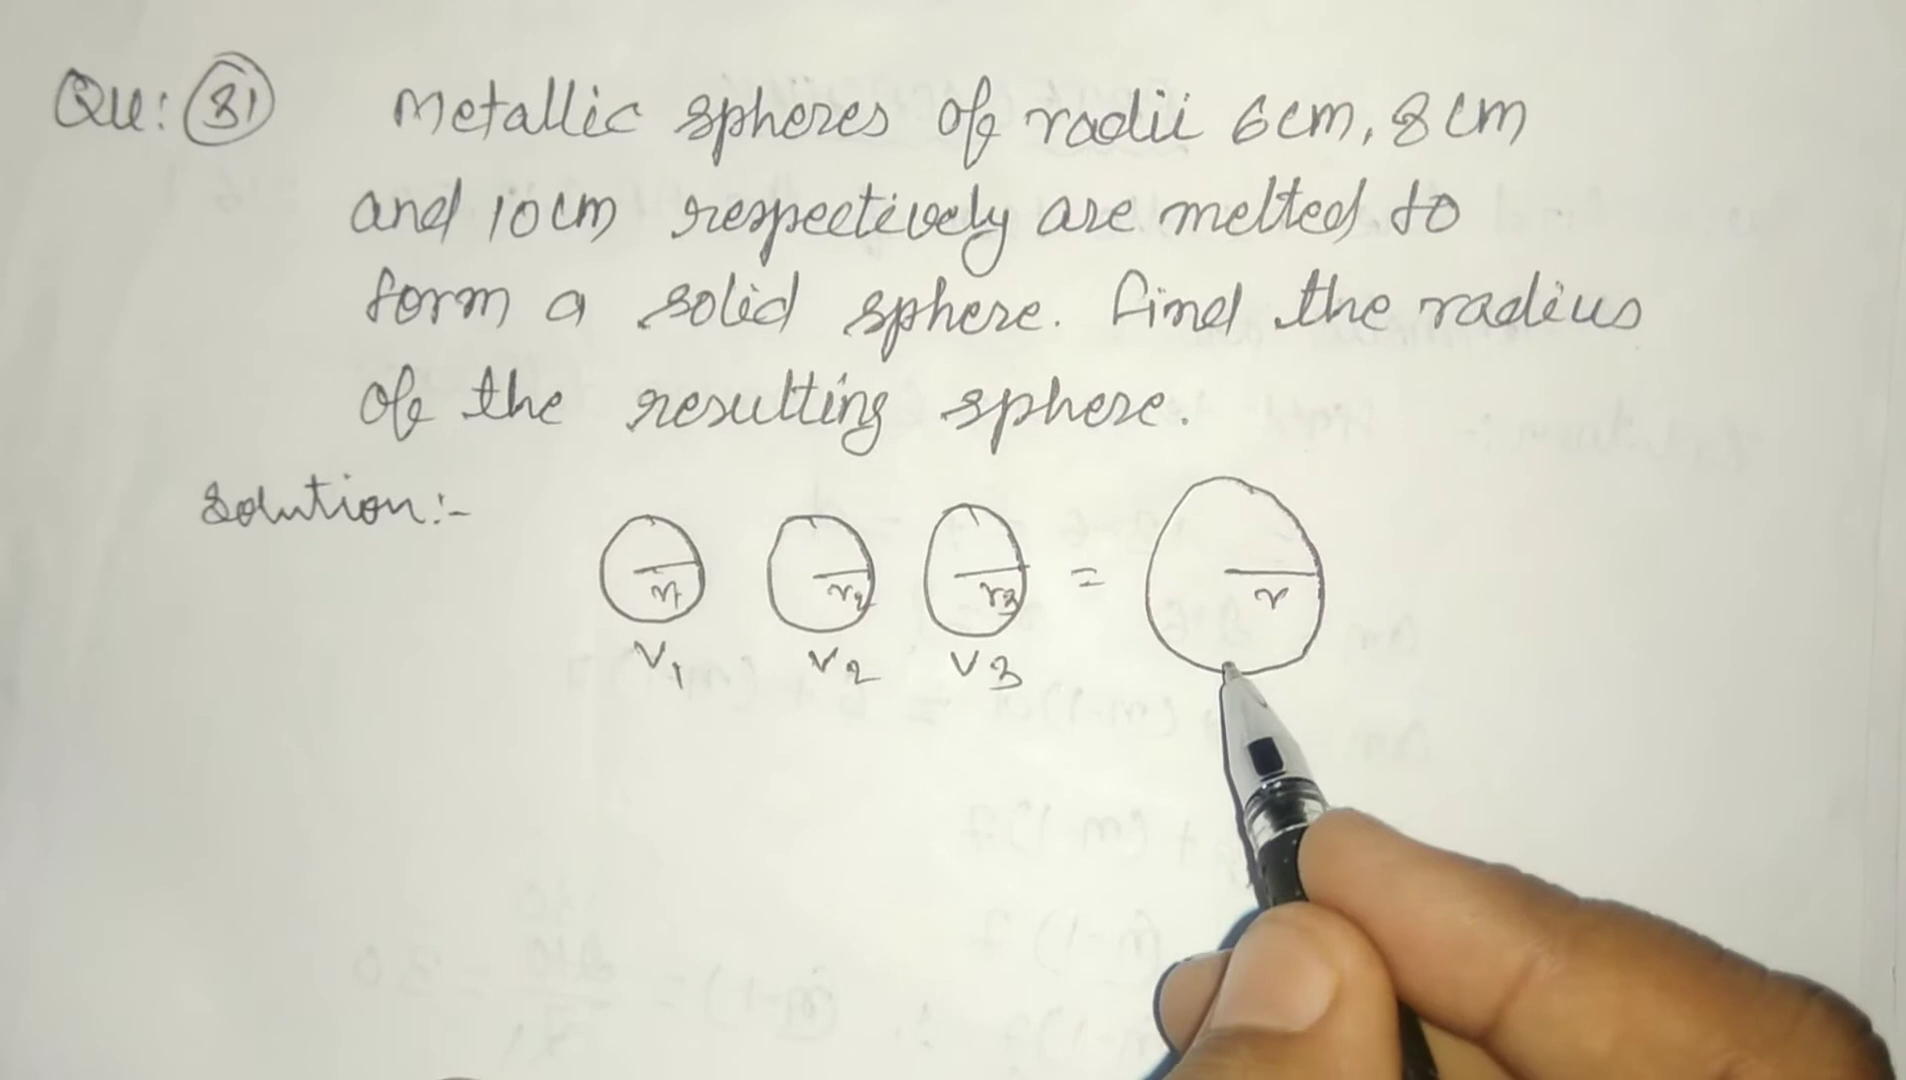 Qu: 31 Metallic spheres of radii 6cm, 8cm
and 10cm respectively are melted to
form a solid sphere. find the radius
of the resulting sphere.
Solution:-
r1 r2 r3 = r
V1 V2 V3